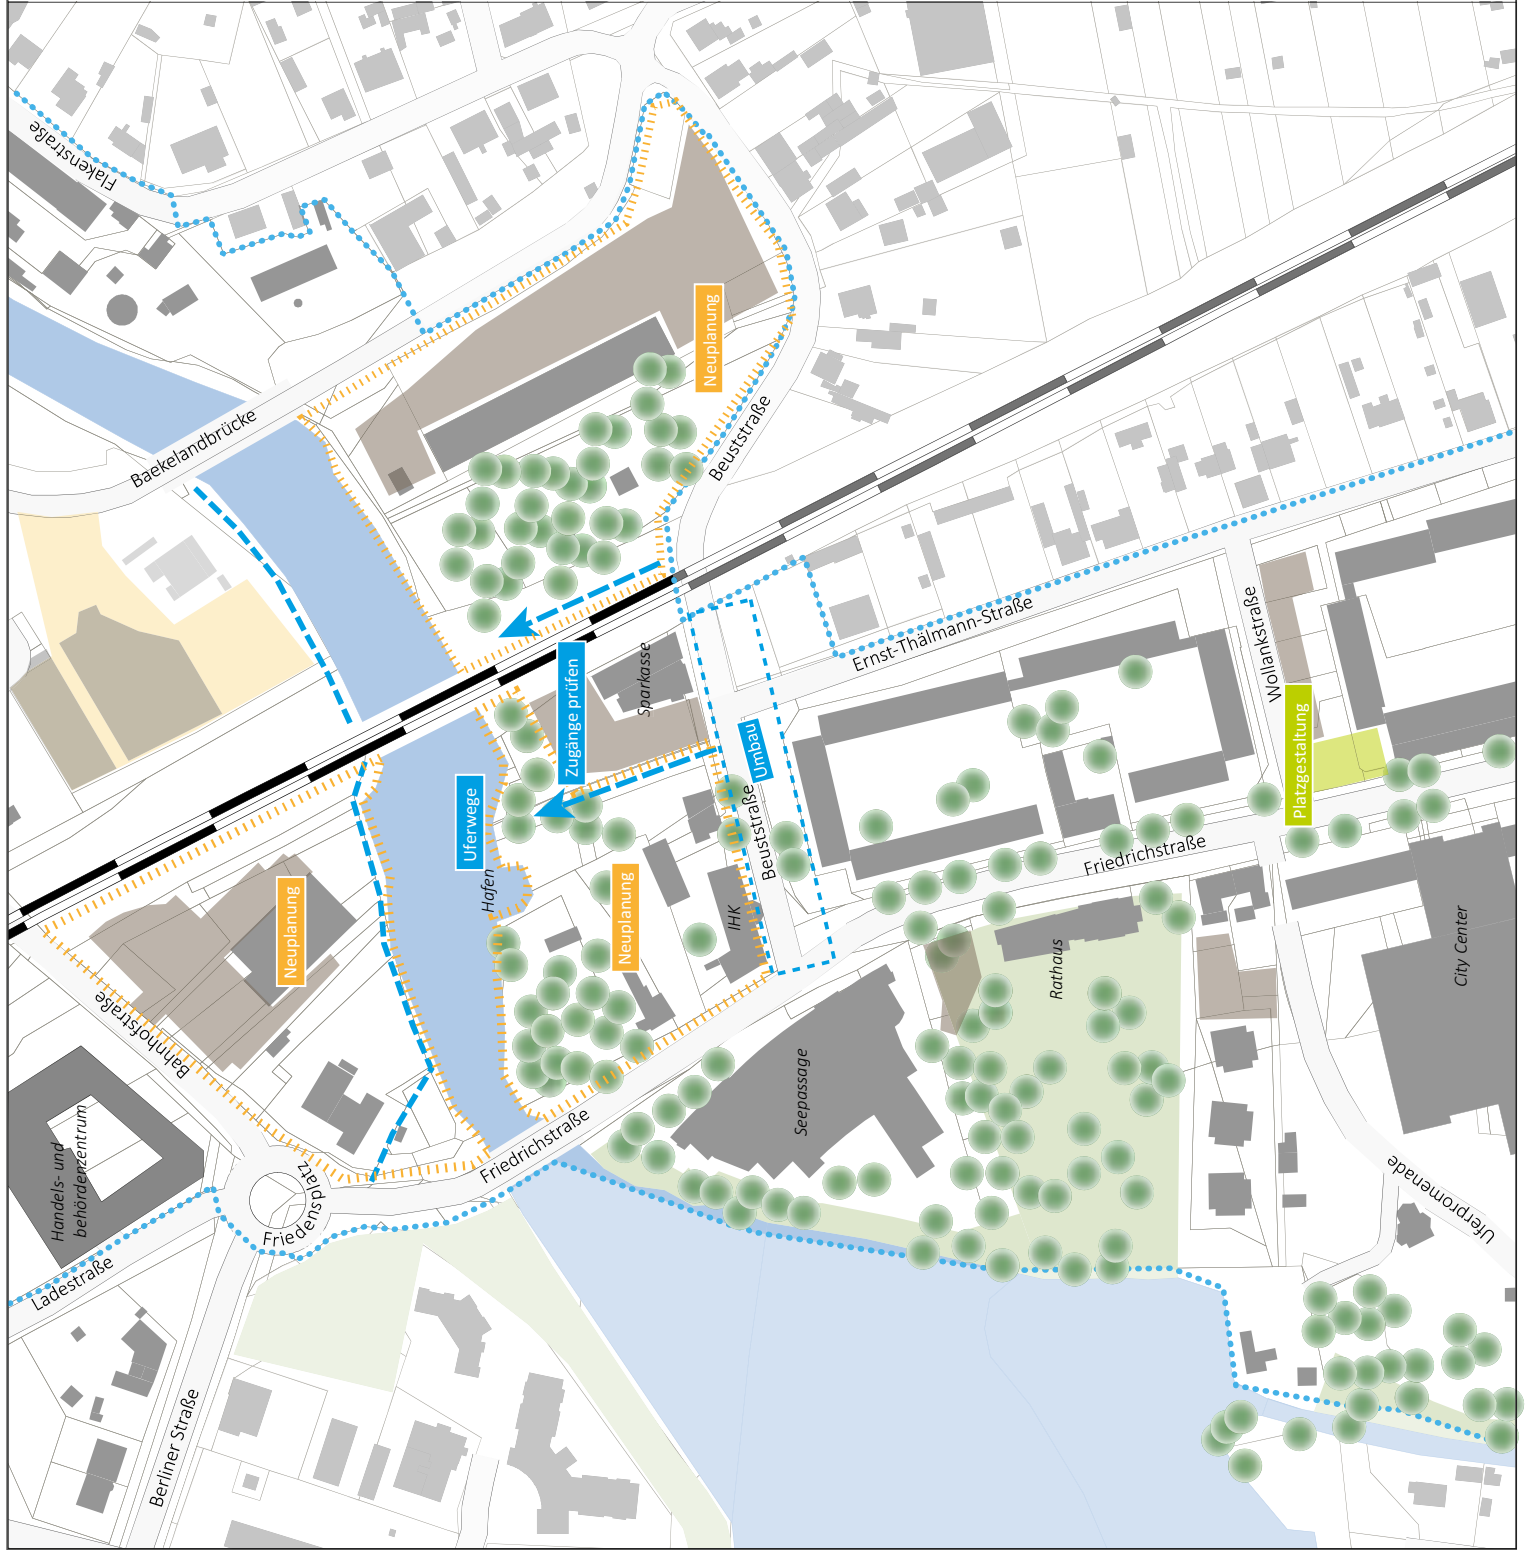 Flakenstraße
Baekelandbrücke
Neuplanung
Beuststraße
Sparkasse
Zugänge prüfen
Ernst-Thälmann-Straße
Wollankstraße
Platzgestaltung
Umbau
Uferwege
Beuststraße
Hafen
Friedrichstraße
Neuplanung
Neuplanung
IHK
Rathaus
City Center
Bahnhofstraße
Seepassage
Handels- und
behördenzentrum
Friedensplatz
Friedrichstraße
Ladestraße
Uferpromenade
Berliner Straße